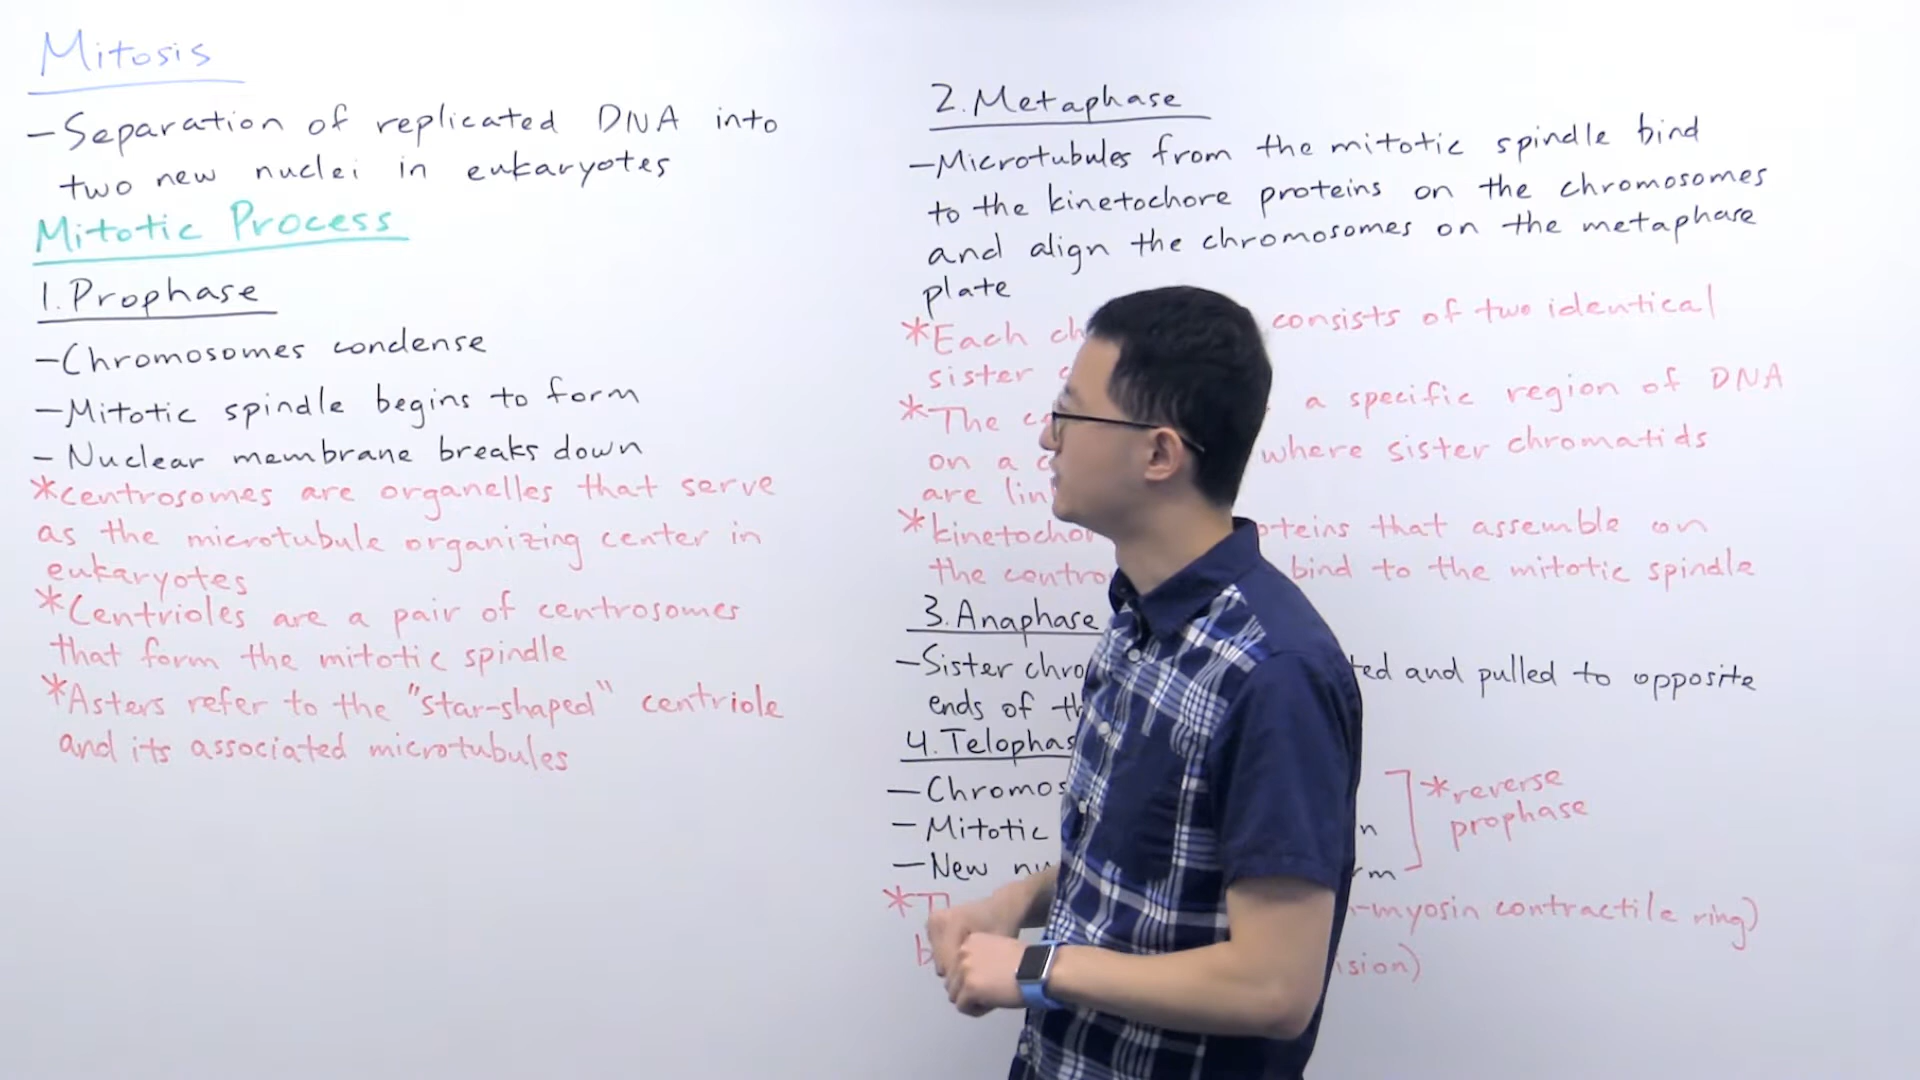 Mitosis
-Separation of replicated DNA into
two new nuclei in eukaryotes
Mitotic Process
1. Prophase
-Chromosomes condense
-Mitotic spindle begins to form
-Nuclear membrane breaks down
*centrosomes are organelles that serve
as the microtubule organizing center in
eukaryotes
*Centrioles are a pair of centrosomes
that form the mitotic spindle
*Asters refer to the "star-shaped" centriole
and its associated microtubules
2. Metaphase
-Microtubules from the mitotic spindle bind
to the kinetochore proteins on the chromosomes
and align the chromosomes on the metaphase
plate
*Each consists of two identical
sister
*The a specific region of DNA
on a where sister chromatids
are
* that assemble on
the bind to the mitotic spindle
3. Anaphase
-Sister and pulled to opposite
ends of
4.
-
-Mitotic
-New
*reverse
prophase
*
-myosin contractile ring)